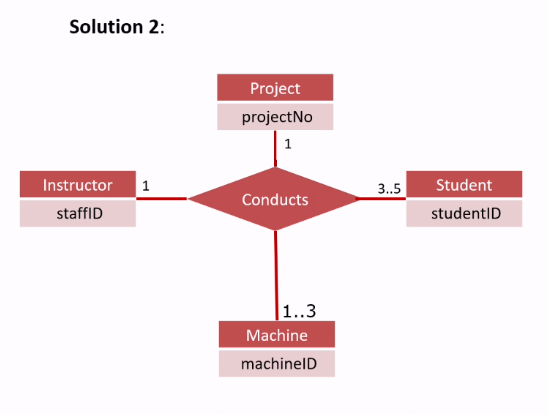 Solution 2:
Project
projectNo
1
Instructor
1
staffID
Conducts
3..5
Student
studentID
1..3
Machine
machineID